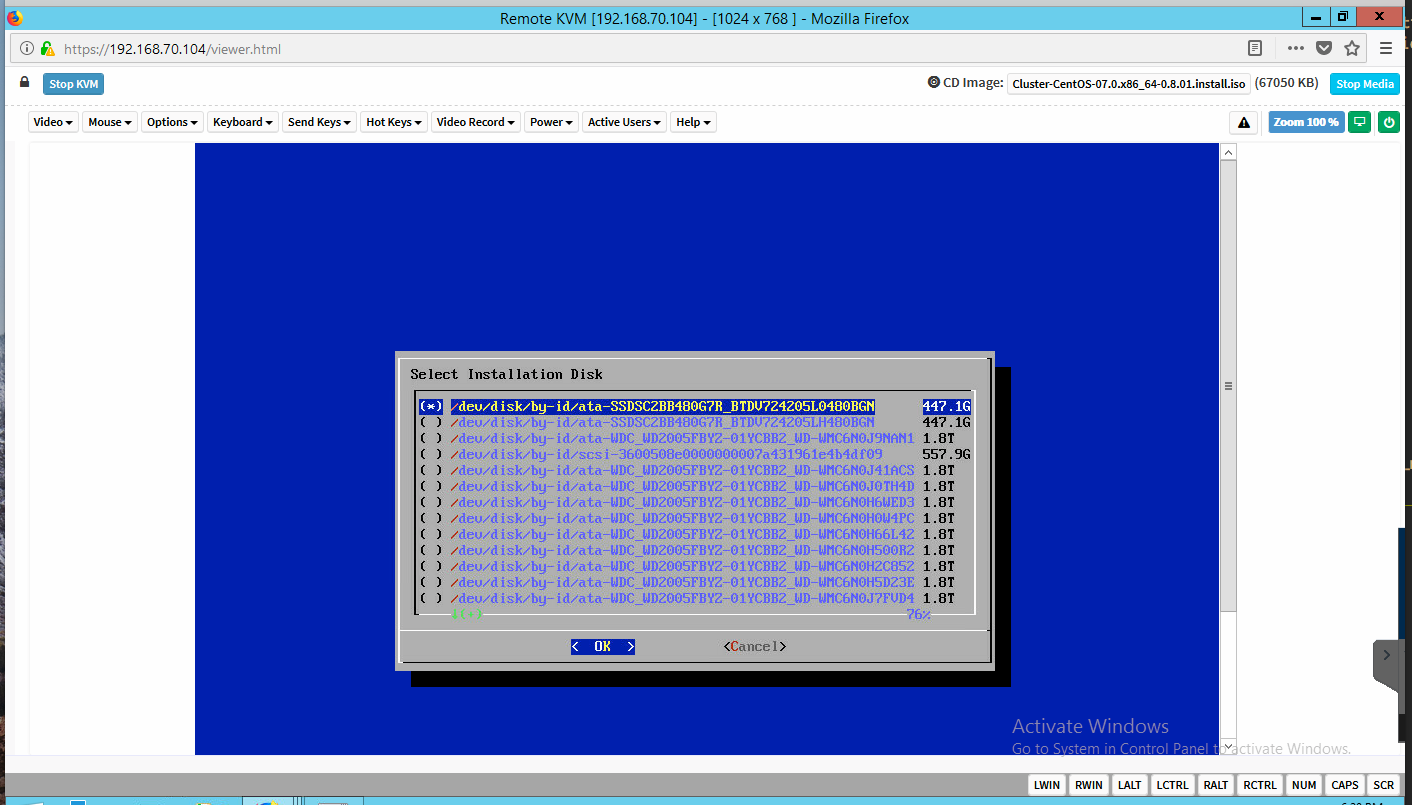 Remote KVM [192.168.70.104] - [1024 x 768 ] - Mozilla Firefox
https://192.168.70.104/viewer.html
Stop KVM
CD Image: Cluster-CentOS-07.0.x86_64-0.8.01.install.iso (67050 KB) Stop Media
Video Mouse Options Keyboard Send Keys Hot Keys Video Record Power Active Users Help Zoom 100 %
Select Installation Disk
(*) /dev/disk/by-id/ata-SSDSC2BB480G7R_BTDV724205L0480BGN 447.1G
( ) /dev/disk/by-id/ata-SSDSC2BB480G7R_BTDV724205LH480BGN 447.1G
( ) /dev/disk/by-id/ata-WDC_WD2005FBYZ-01YCBB2_WD-WMC6N0J9NAN1 1.8T
( ) /dev/disk/by-id/scsi-3600508e0000000007a431961e4b4df09 557.9G
( ) /dev/disk/by-id/ata-WDC_WD2005FBYZ-01YCBB2_WD-WMC6N0J41ACS 1.8T
( ) /dev/disk/by-id/ata-WDC_WD2005FBYZ-01YCBB2_WD-WMC6N0J0TH4D 1.8T
( ) /dev/disk/by-id/ata-WDC_WD2005FBYZ-01YCBB2_WD-WMC6N0H6WED3 1.8T
( ) /dev/disk/by-id/ata-WDC_WD2005FBYZ-01YCBB2_WD-WMC6N0H0W4PC 1.8T
( ) /dev/disk/by-id/ata-WDC_WD2005FBYZ-01YCBB2_WD-WMC6N0H66L42 1.8T
( ) /dev/disk/by-id/ata-WDC_WD2005FBYZ-01YCBB2_WD-WMC6N0H500R2 1.8T
( ) /dev/disk/by-id/ata-WDC_WD2005FBYZ-01YCBB2_WD-WMC6N0H2C852 1.8T
( ) /dev/disk/by-id/ata-WDC_WD2005FBYZ-01YCBB2_WD-WMC6N0H5D23E 1.8T
( ) /dev/disk/by-id/ata-WDC_WD2005FBYZ-01YCBB2_WD-WMC6N0J7FVD4 1.8T
↓(+) 76%
< OK > <Cancel>
Activate Windows
Go to System in Control Panel to activate Windows.
LWIN RWIN LALT LCTRL RALT RCTRL NUM CAPS SCR